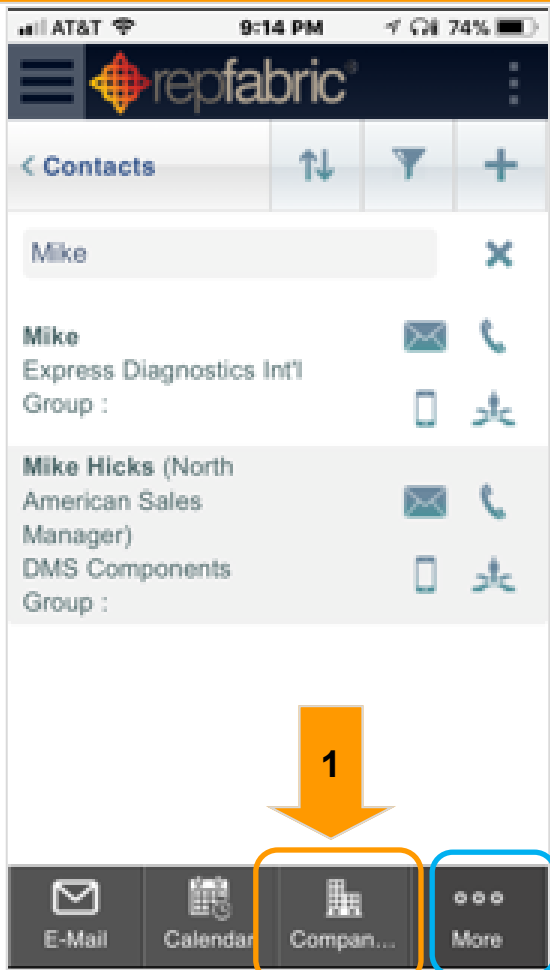 AT&T 9:14 PM 74%
repfabric®
< Contacts
Mike
Mike
Express Diagnostics Int'l
Group :
Mike Hicks (North
American Sales
Manager)
DMS Components
Group :
1
E-Mail Calendar Compan... More